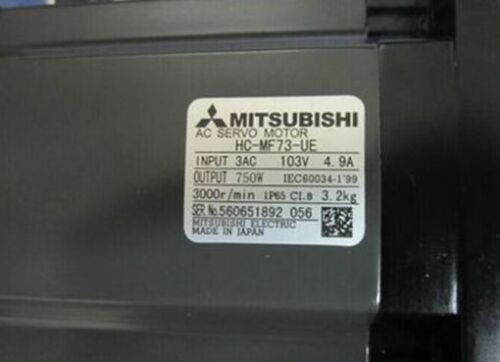 MITSUBISHI
AC SERVO MOTOR
HC-MF73-UE
INPUT 3AC 103V 4.9A
OUTPUT 750W IEC60034-1'99
3000r/min IP65 CI.B 3.2kg
SER.No.560651892 056
MITSUBISHI ELECTRIC
MADE IN JAPAN